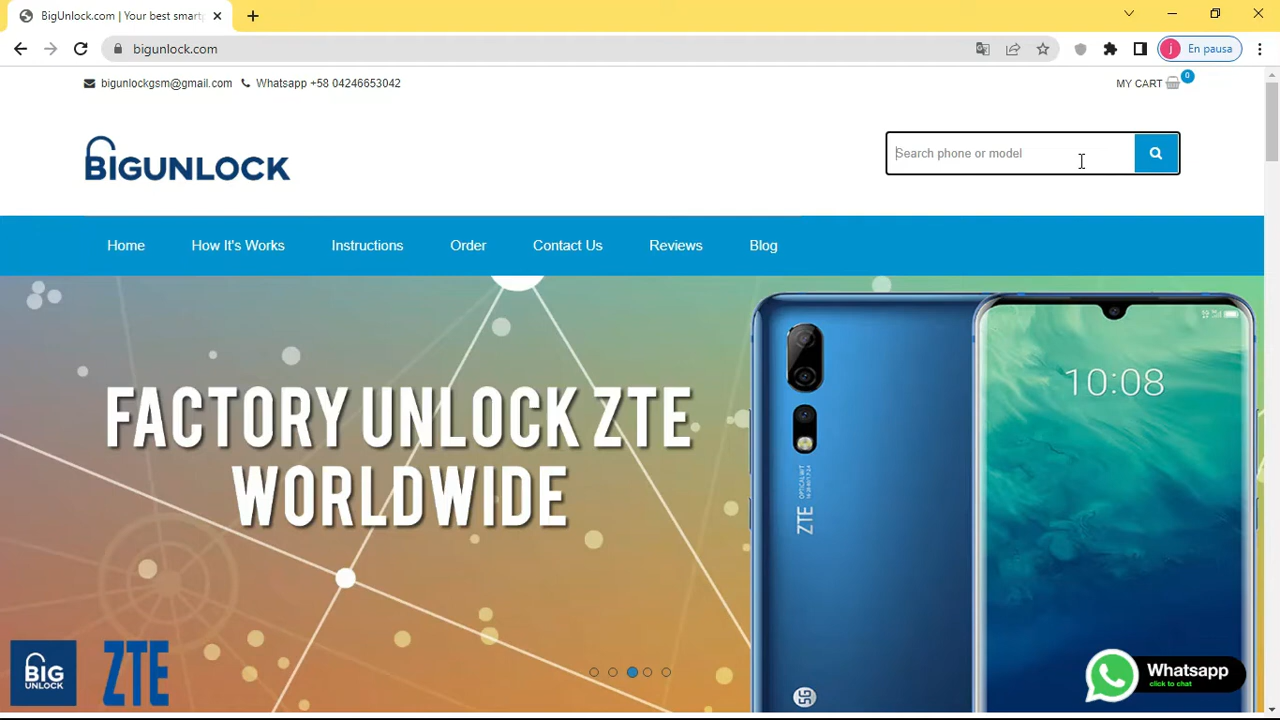 BigUnlock.com | Your best smart
bigunlock.com
j En pausa
bigunlockgsm@gmail.com Whatsapp +58 04246653042
MY CART 0
BIGUNLOCK
Search phone or model
Home How It's Works Instructions Order Contact Us Reviews Blog
10:08
FACTORY UNLOCK ZTE
WORLDWIDE
ZTE
BIG
UNLOCK
ZTE
Whatsapp
click to chat